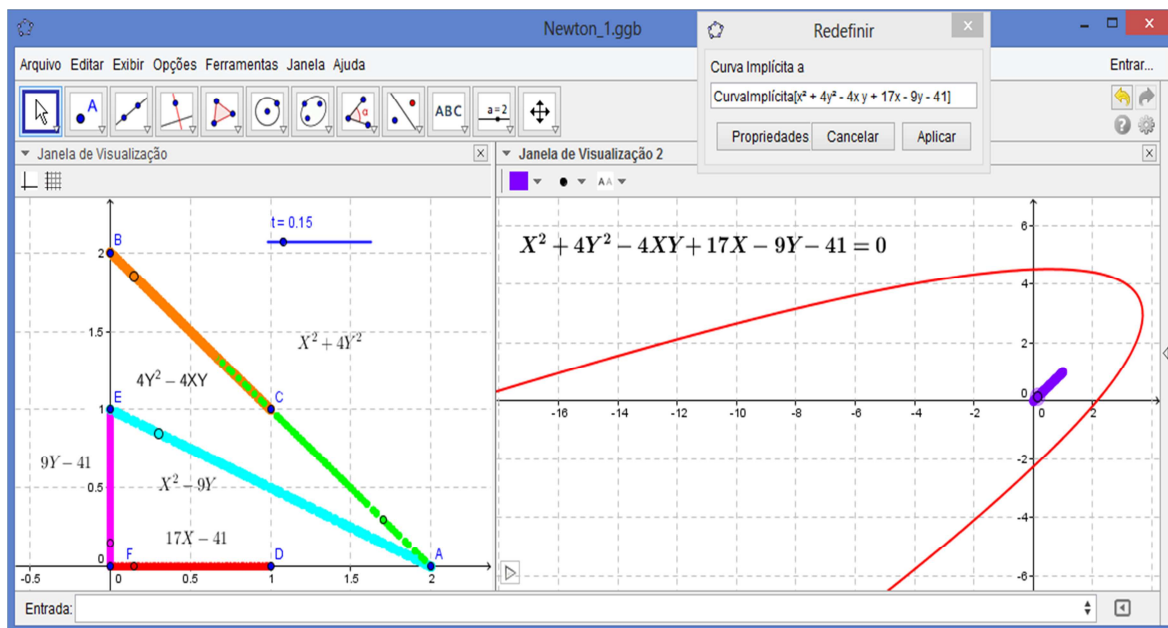 Newton_1.ggb
Redefinir
Arquivo Editar Exibir Opções Ferramentas Janela Ajuda
Entrar...
Curva Implícita a
CurvaImplícita[x² + 4y² - 4x y + 17x - 9y - 41]
Propriedades Cancelar Aplicar
A
α
ABC
a=2
Janela de Visualização
Janela de Visualização 2
AA
t = 0.15
B
2
1.5
X² + 4Y²
4Y² − 4XY
E
C
1
9Y − 41
X² − 9Y
0.5
17X − 41
0
F
D
A
-0.5
0
0.5
1
1.5
2
X² + 4Y² − 4XY + 17X − 9Y − 41 = 0
6
4
2
0
-16
-14
-12
-10
-8
-6
-4
-2
0
2
-2
-4
-6
Entrada: